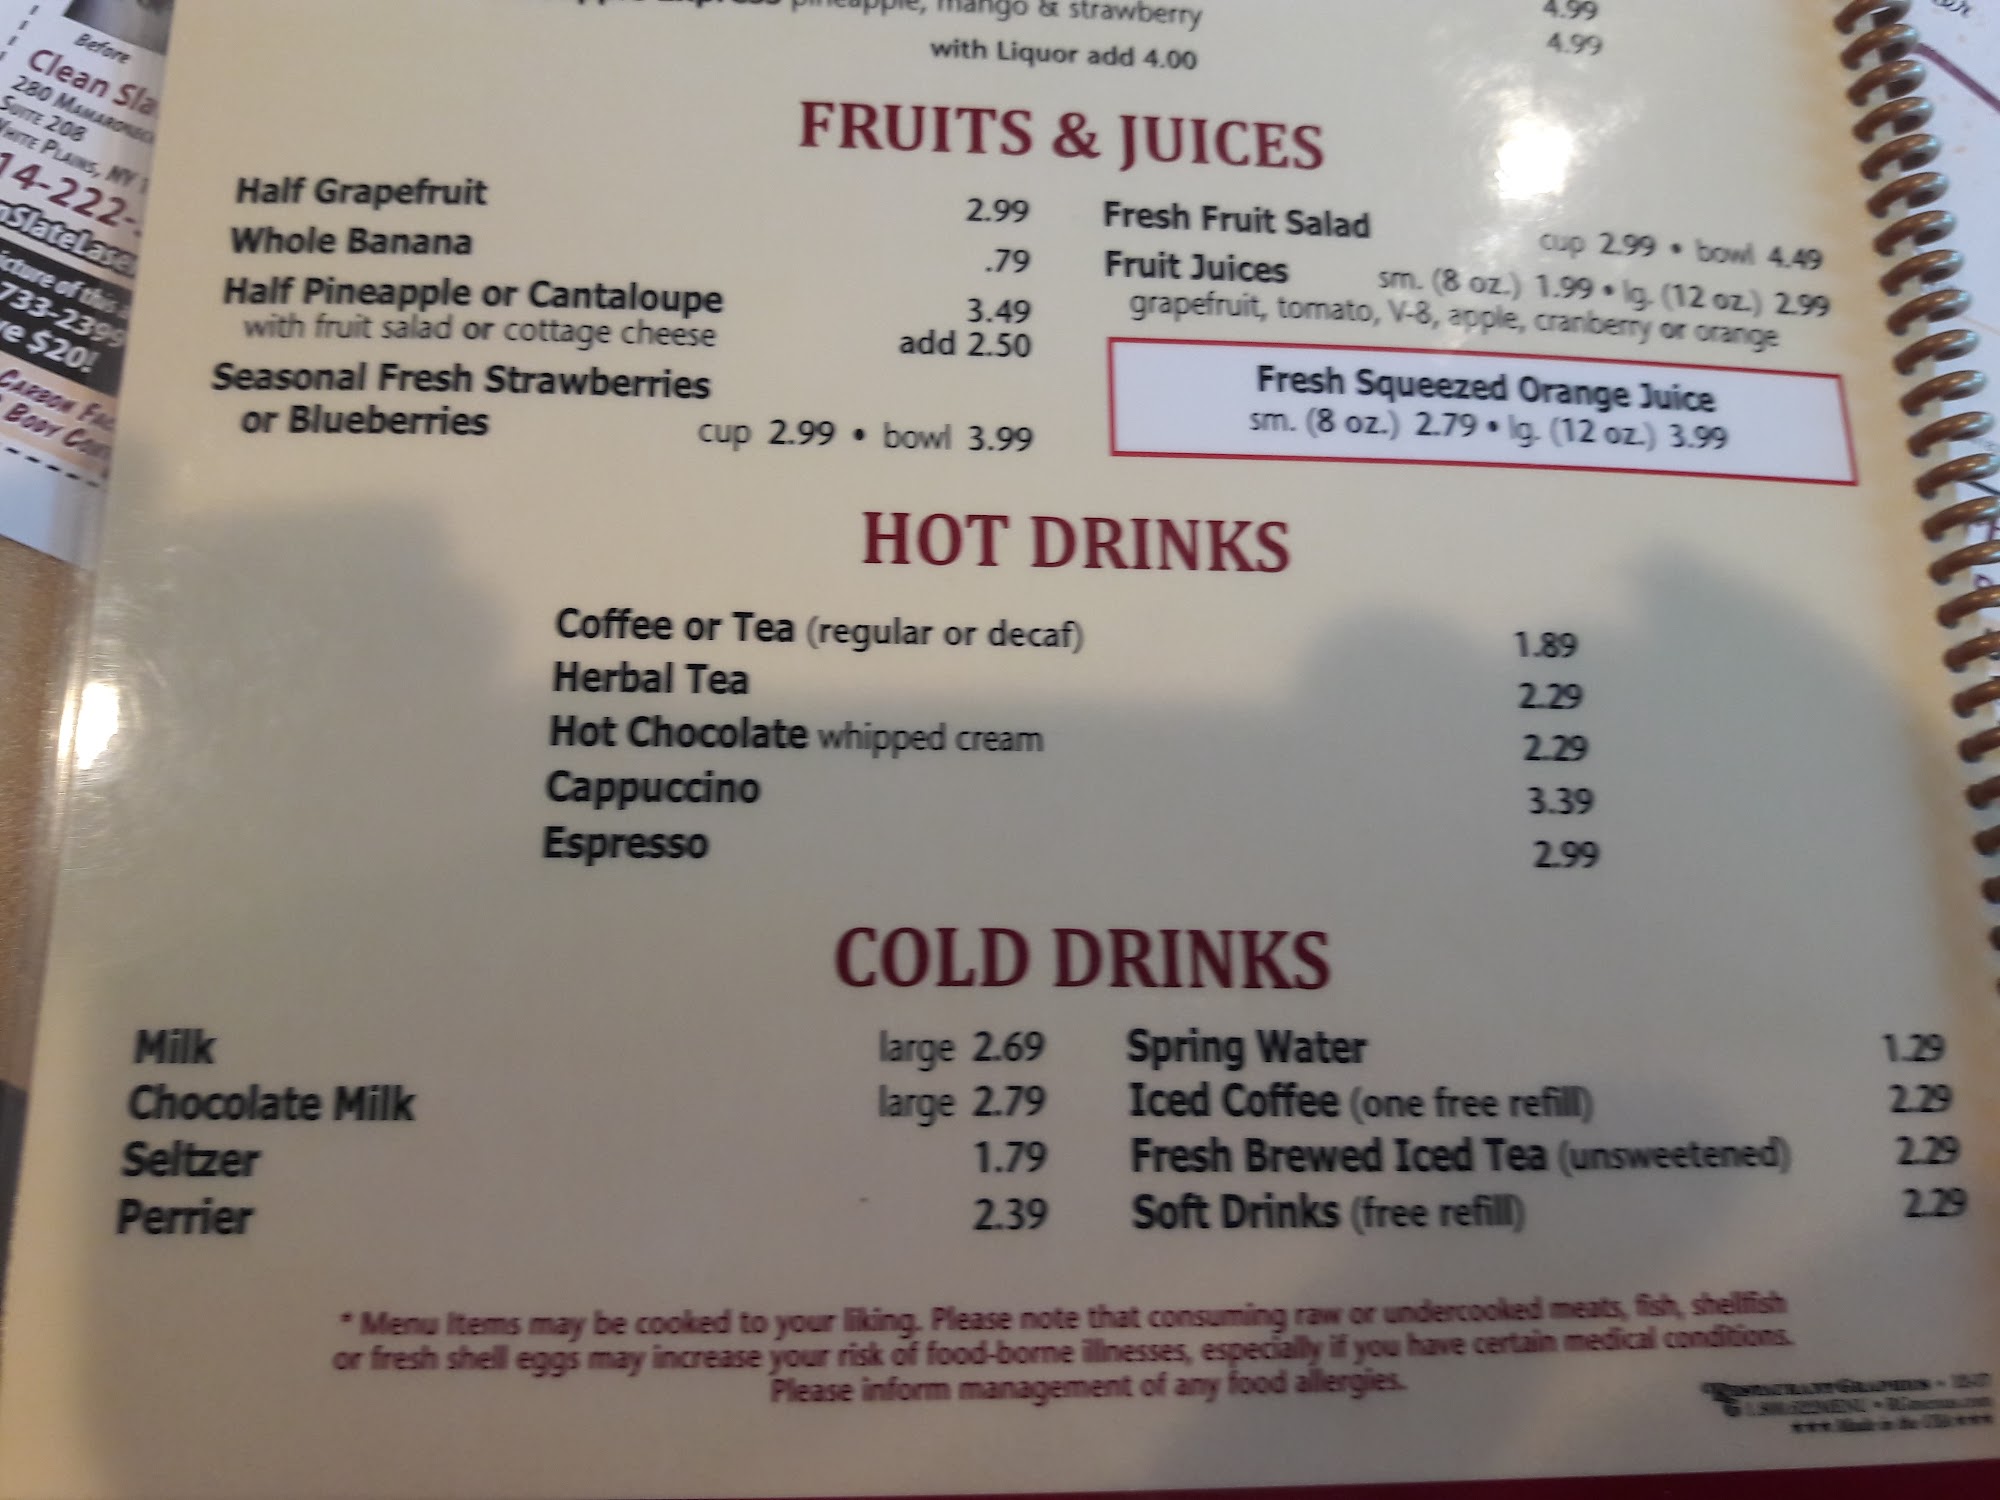 pineapple, mango & strawberry 4.99
4.99
with Liquor add 4.00
FRUITS & JUICES
Half Grapefruit 2.99
Whole Banana .79
Half Pineapple or Cantaloupe 3.49
with fruit salad or cottage cheese add 2.50
Seasonal Fresh Strawberries
or Blueberries cup 2.99 • bowl 3.99
Fresh Fruit Salad cup 2.99 • bowl 4.49
Fruit Juices sm. (8 oz.) 1.99 • lg. (12 oz.) 2.99
grapefruit, tomato, V-8, apple, cranberry or orange
Fresh Squeezed Orange Juice
sm. (8 oz.) 2.79 • lg. (12 oz.) 3.99
HOT DRINKS
Coffee or Tea (regular or decaf) 1.89
Herbal Tea 2.29
Hot Chocolate whipped cream 2.29
Cappuccino 3.39
Espresso 2.99
COLD DRINKS
Milk large 2.69
Chocolate Milk large 2.79
Seltzer 1.79
Perrier 2.39
Spring Water 1.29
Iced Coffee (one free refill) 2.29
Fresh Brewed Iced Tea (unsweetened) 2.29
Soft Drinks (free refill) 2.29
* Menu Items may be cooked to your liking. Please note that consuming raw or undercooked meats, fish, shellfish
or fresh shell eggs may increase your risk of food-borne illnesses, especially if you have certain medical conditions.
Please inform management of any food allergies.
Before
Clean Sla
280 Mamaroneck
Suite 208
White Plains, NY 1
14-222-
nSlateLase
icture of this a
733-2399
ve $20!
Carbon Fac
Body Cont